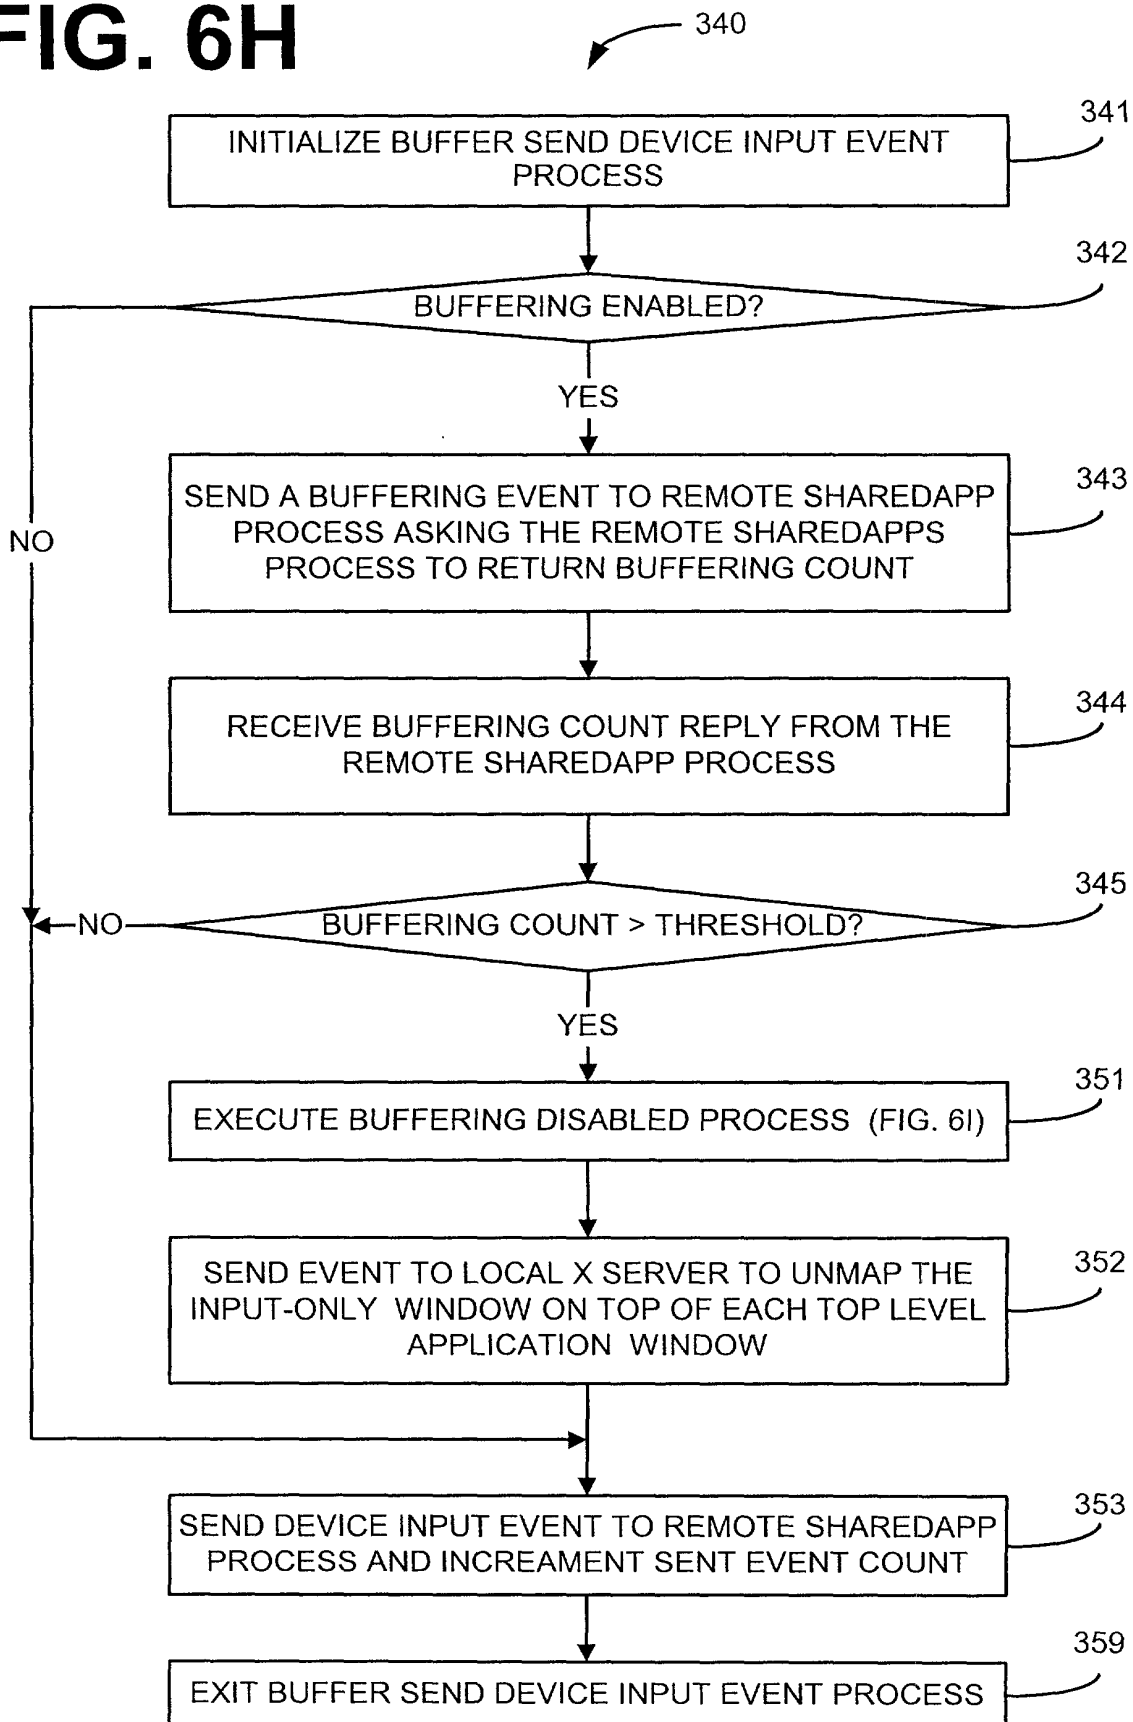 FIG. 6H
340
341
INITIALIZE BUFFER SEND DEVICE INPUT EVENT
PROCESS
342
BUFFERING ENABLED?
YES
NO
343
SEND A BUFFERING EVENT TO REMOTE SHAREDAPP
PROCESS ASKING THE REMOTE SHAREDAPPS
PROCESS TO RETURN BUFFERING COUNT
344
RECEIVE BUFFERING COUNT REPLY FROM THE
REMOTE SHAREDAPP PROCESS
345
NO
BUFFERING COUNT > THRESHOLD?
YES
351
EXECUTE BUFFERING DISABLED PROCESS (FIG. 6I)
352
SEND EVENT TO LOCAL X SERVER TO UNMAP THE
INPUT-ONLY WINDOW ON TOP OF EACH TOP LEVEL
APPLICATION WINDOW
353
SEND DEVICE INPUT EVENT TO REMOTE SHAREDAPP
PROCESS AND INCREAMENT SENT EVENT COUNT
359
EXIT BUFFER SEND DEVICE INPUT EVENT PROCESS